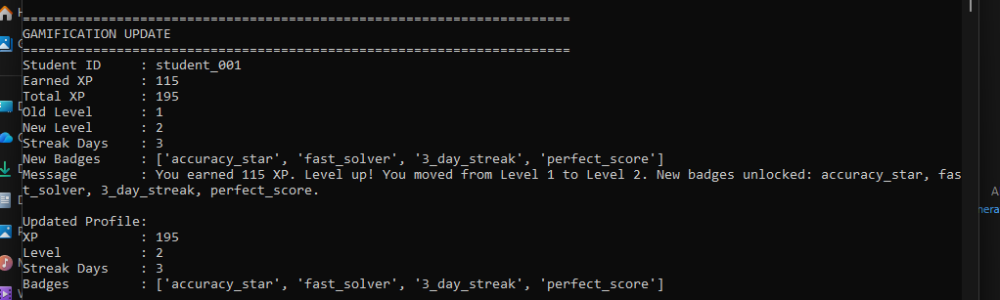 ======================================================================
GAMIFICATION UPDATE
======================================================================
Student ID     : student_001
Earned XP      : 115
Total XP       : 195
Old Level      : 1
New Level      : 2
Streak Days    : 3
New Badges     : ['accuracy_star', 'fast_solver', '3_day_streak', 'perfect_score']
Message        : You earned 115 XP. Level up! You moved from Level 1 to Level 2. New badges unlocked: accuracy_star, fas
t_solver, 3_day_streak, perfect_score.
Updated Profile:
XP             : 195
Level          : 2
Streak Days    : 3
Badges         : ['accuracy_star', 'fast_solver', '3_day_streak', 'perfect_score']